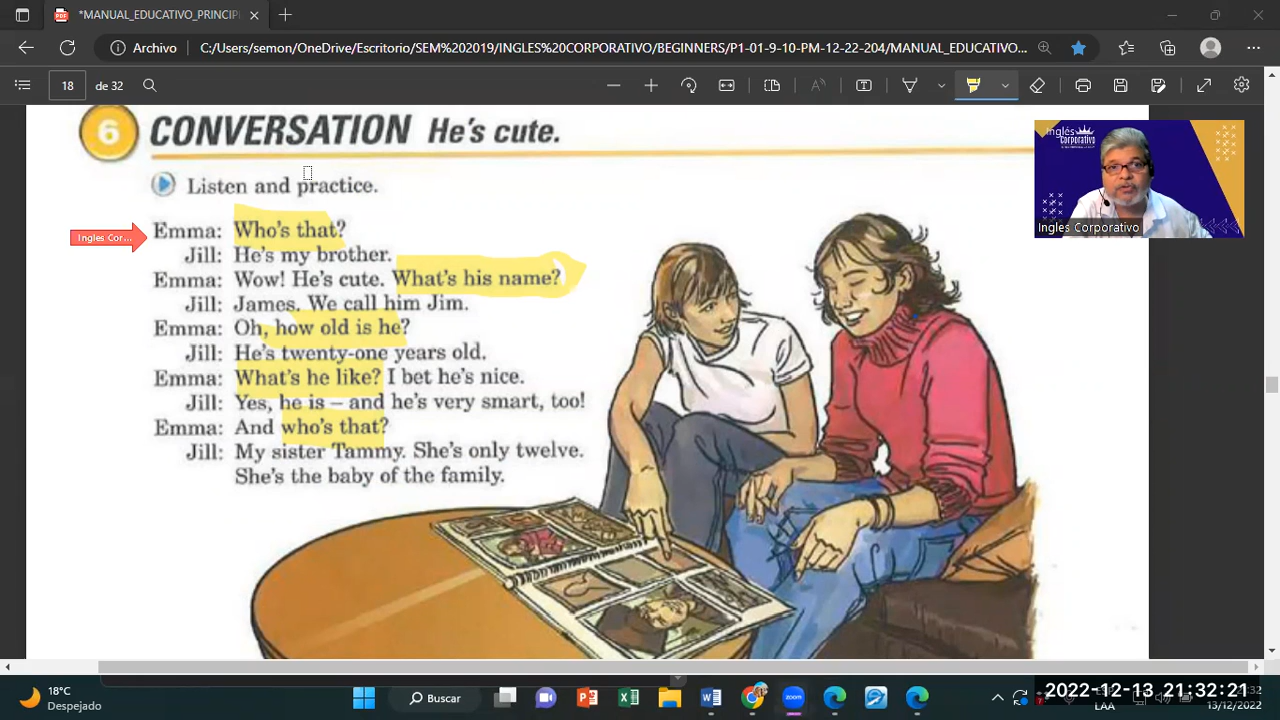 *MANUAL_EDUCATIVO_PRINCIPI
Archivo
C:/Users/semon/OneDrive/Escritorio/SEM%202019/INGLES%20CORPORATIVO/BEGINNERS/P1-01-9-10-PM-12-22-204/MANUAL_EDUCATIVO...
18 de 32
6 CONVERSATION He's cute.
Listen and practice.
Ingles Cor...
Emma: Who's that?
Jill: He's my brother.
Emma: Wow! He's cute. What's his name?
Jill: James. We call him Jim.
Emma: Oh, how old is he?
Jill: He's twenty-one years old.
Emma: What's he like? I bet he's nice.
Jill: Yes, he is – and he's very smart, too!
Emma: And who's that?
Jill: My sister Tammy. She's only twelve.
She's the baby of the family.
Inglés
Corporativo
Ingles Corporativo
18°C
Despejado
Buscar
LAA
2022-12-13 21:32:21
13/12/2022